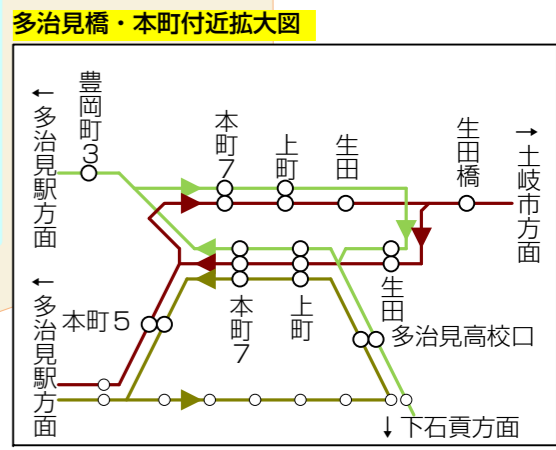 多治見橋・本町付近拡大図
←多治見駅方面
豊岡町3
本町7
上町
生田
生田橋
→土岐市方面
←多治見駅方面
本町5
本町7
上町
生田
多治見高校口
↓下石貢方面